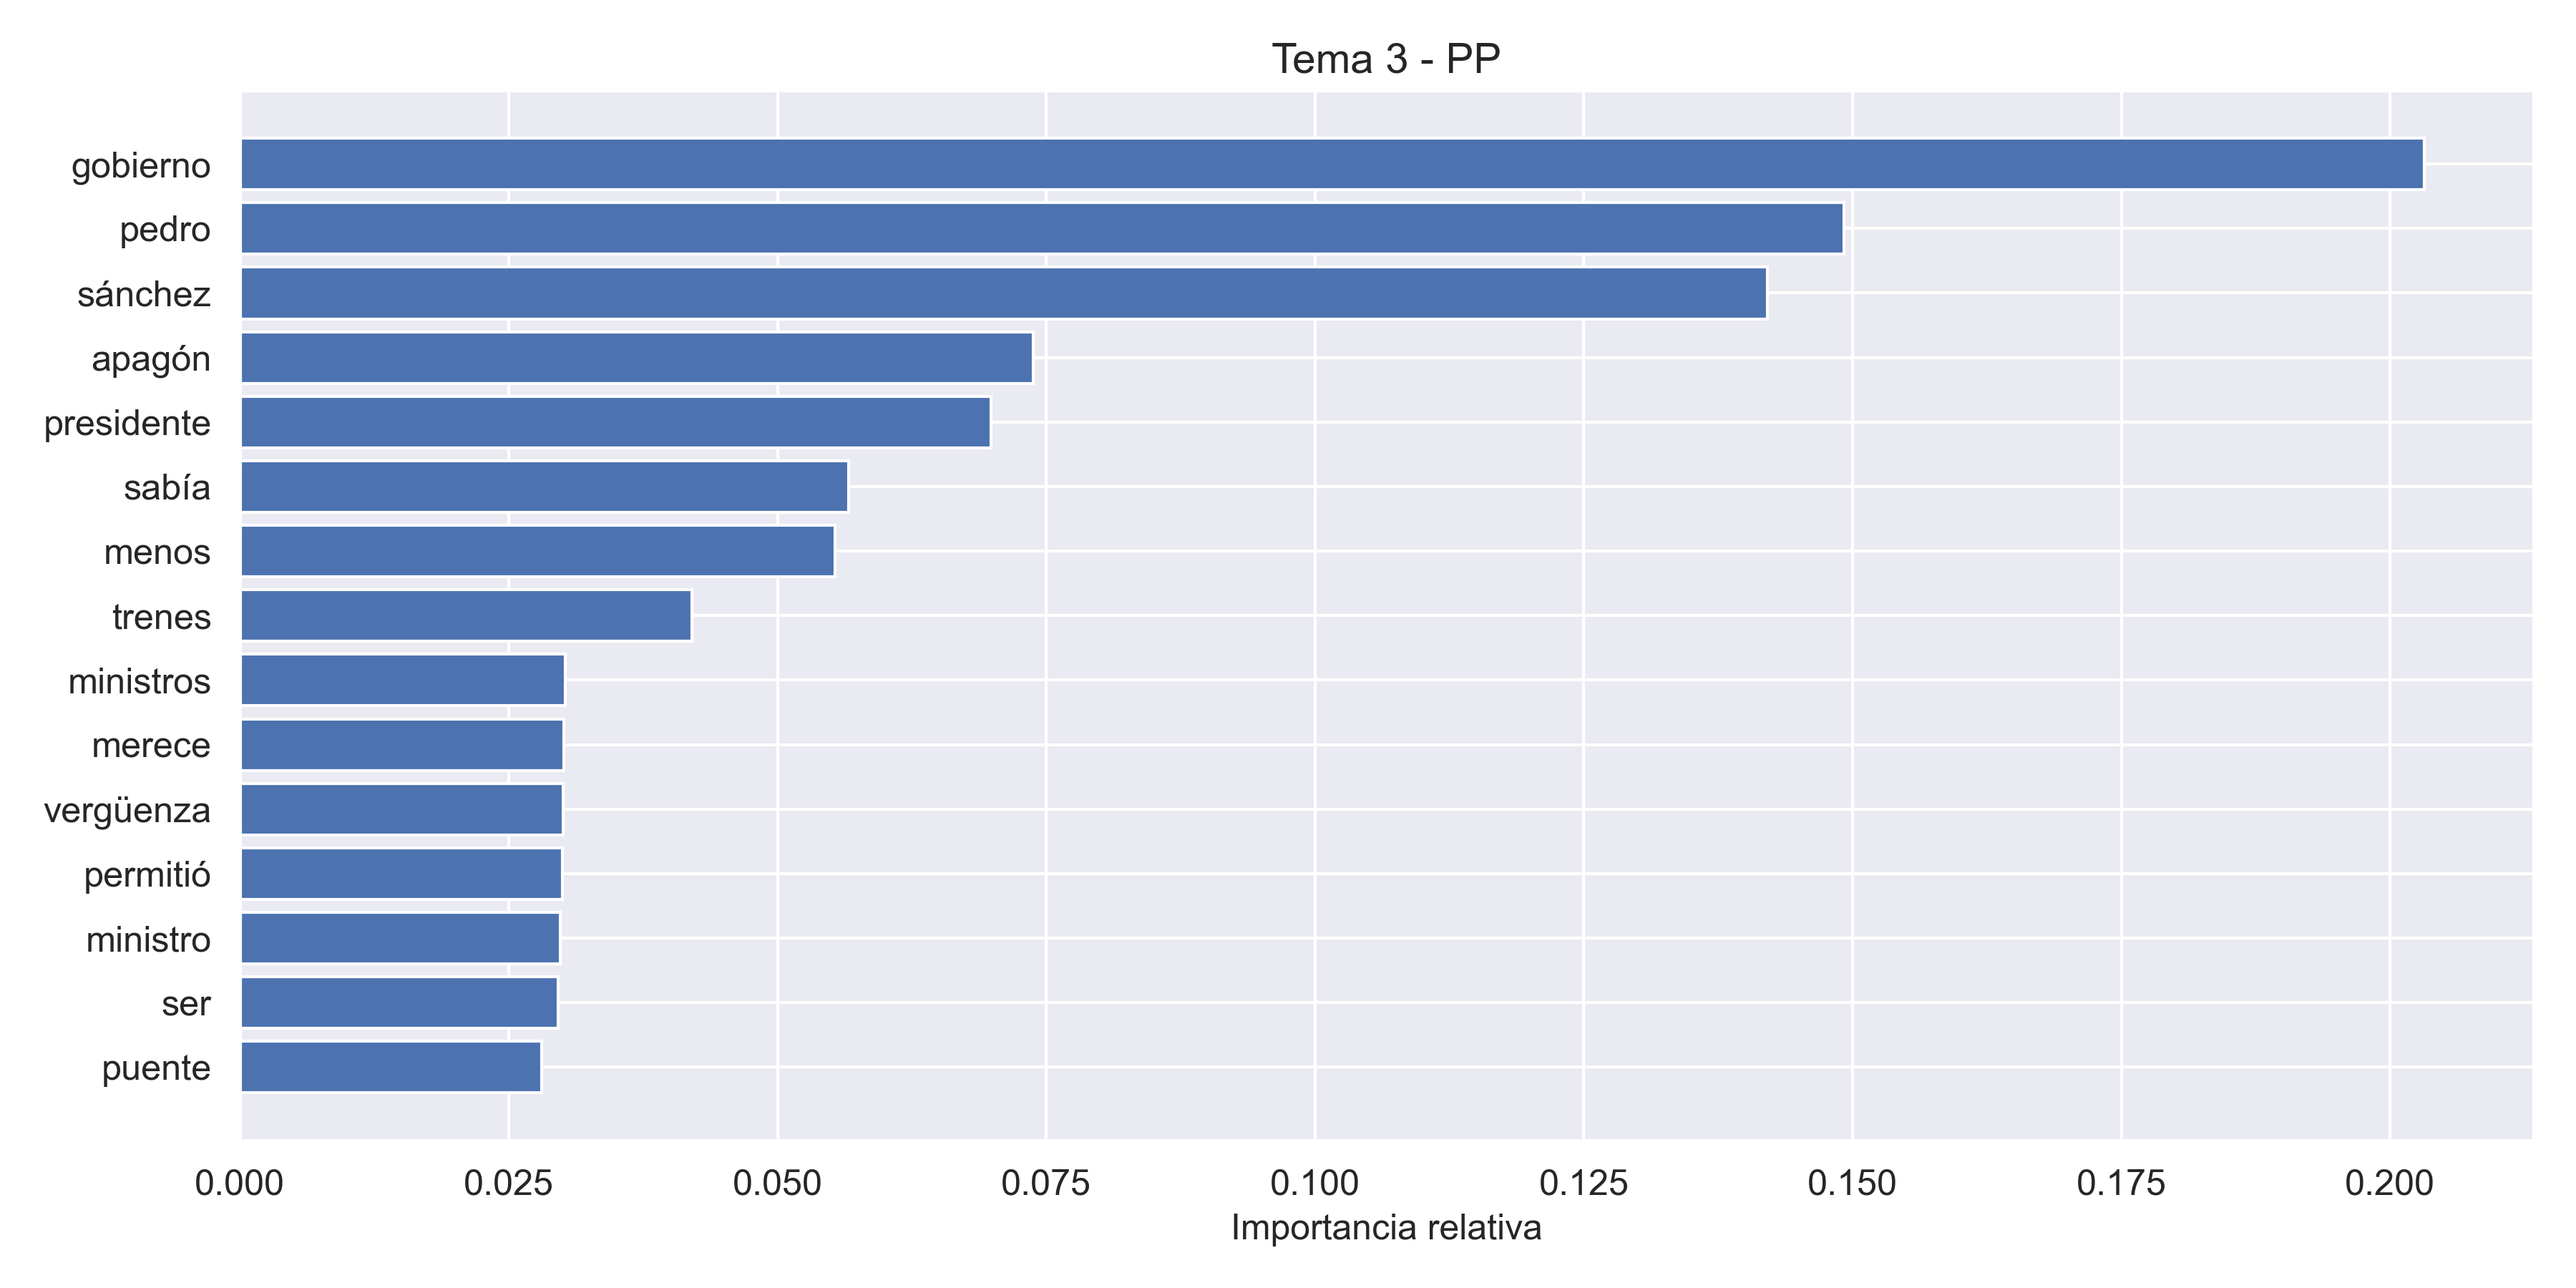 Tema 3 - PP
gobierno
pedro
sánchez
apagón
presidente
sabía
menos
trenes
ministros
merece
vergüenza
permitió
ministro
ser
puente
0.000 0.025 0.050 0.075 0.100 0.125 0.150 0.175 0.200
Importancia relativa